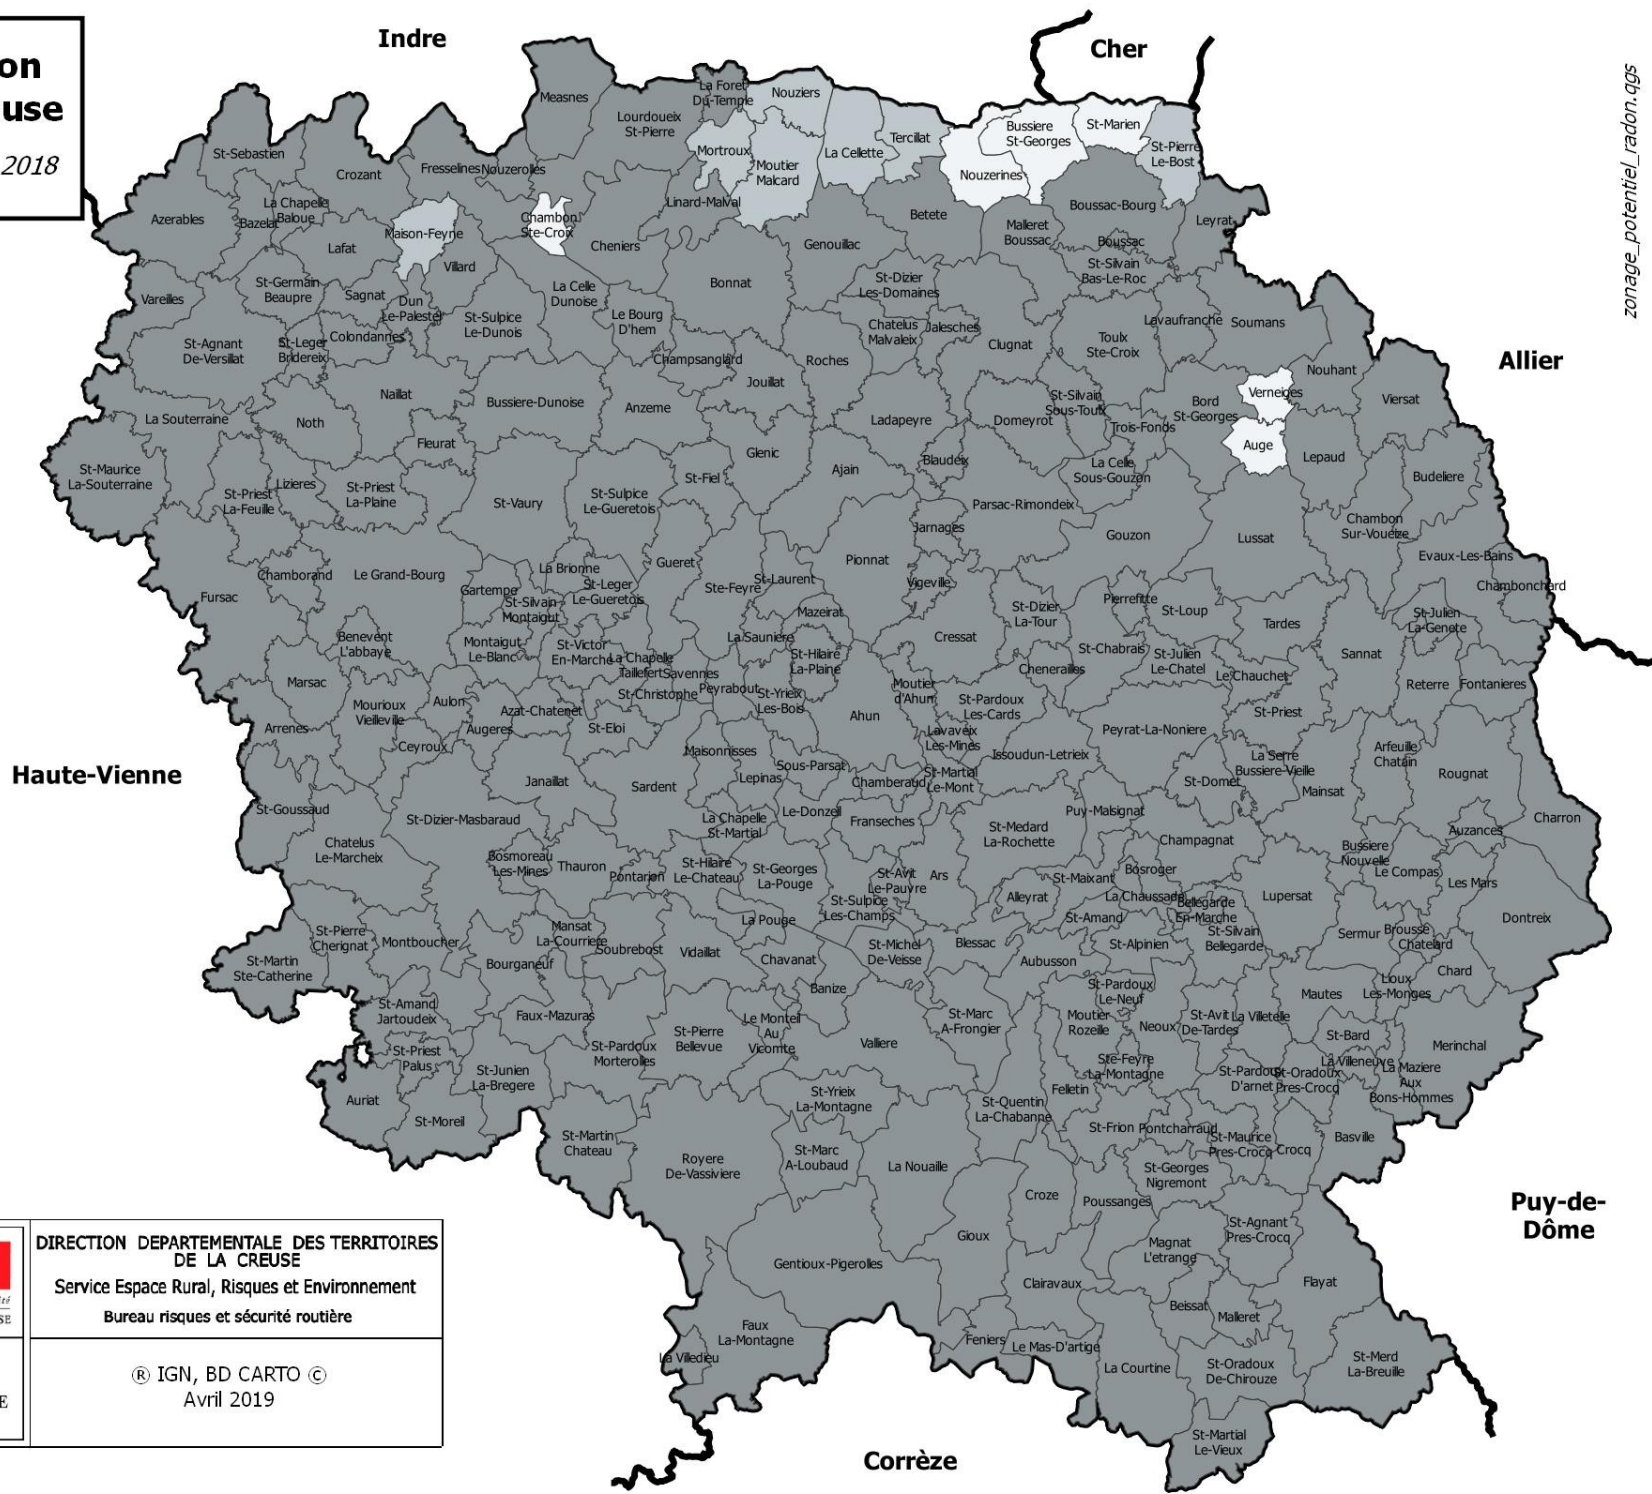 on
use
2018
Indre
Cher
zonage_potentiel_radon.qgs
Allier
Haute-Vienne
Puy-de-
Dôme
Corrèze
Measnes
La Foret
Du-Temple
Nouziers
Lourdoueix
St-Pierre
Mortroux
Moutier
Malcard
La Cellette
Tercillat
Bussiere
St-Georges
St-Marien
St-Pierre
Le-Bost
Nouzerines
St-Sebastien
Crozant
Fresselines
Nouzerolles
Azerables
Bazelat
La Chapelle
Baloue
Lafat
Maison-Feyne
Chambon
Ste-Croix
Cheniers
Linard-Malval
Genouillac
Betete
Malleret
Boussac
Boussac-Bourg
Boussac
Leyrat
Vareilles
St-Germain
Beaupre
Sagnat
Villard
Dun
Le-Palestel
La Celle
Dunoise
Bonnat
St-Dizier
Les-Domaines
St-Silvain
Bas-Le-Roc
St-Agnant
De-Versillat
St-Leger
Bridereix
Colondannes
St-Sulpice
Le-Dunois
Le Bourg
D'hem
Champsanglard
Roches
Chatelus
Malvaleix
Jalesches
Clugnat
Toulx
Ste-Croix
Lavaufranche
Soumans
Nouhant
Verneiges
Viersat
La Souterraine
Noth
Naillat
Bussiere-Dunoise
Anzeme
Jouillat
Ladapeyre
Domeyrot
St-Silvain
Sous-Toulx
Trois-Fonds
Bord
St-Georges
Auge
Lepaud
Fleurat
Glenic
Ajain
Blaudeix
La Celle
Sous-Gouzon
Budeliere
St-Maurice
La-Souterraine
St-Priest
La-Feuille
Lizieres
St-Priest
La-Plaine
St-Vaury
St-Sulpice
Le-Gueretois
St-Fiel
Jarnages
Parsac-Rimondeix
Gouzon
Lussat
Chambon
Sur-Voueize
Evaux-Les-Bains
Chambonchard
Fursac
Chamborand
Le Grand-Bourg
Gartempe
La Brionne
St-Leger
Le-Gueretois
St-Silvain
Montaigut
Gueret
Ste-Feyre
St-Laurent
Pionnat
Vigeville
Mazeirat
St-Dizier
La-Tour
Pierrefitte
St-Loup
Tardes
St-Julien
La-Genete
Benevent
L'abbaye
Montaigut
Le-Blanc
St-Victor
En-Marche
La Chapelle
Taillefert
Savennes
La Sauniere
St-Hilaire
La-Plaine
Cressat
Chenerailles
St-Chabrais
St-Julien
Le-Chatel
Le Chauchet
Sannat
Reterre
Fontanieres
Marsac
Arrenes
Mourioux
Vieilleville
Aulon
Augeres
Azat-Chatenet
St-Christophe
Peyrabout
St-Yrieix
Les-Bois
Moutier
d'Ahun
St-Pardoux
Les-Cards
Ahun
St-Priest
Ceyroux
St-Eloi
Maisonnisses
Lavaveix
Les-Mines
Issoudun-Letrieix
Peyrat-La-Noniere
La Serre
Bussiere-Vieille
Arfeuille
Chatain
Rougnat
Janaillat
Sardent
Lepinas
Sous-Parsat
Chamberaud
St-Martial
Le-Mont
St-Domet
Mainsat
St-Goussaud
St-Dizier-Masbaraud
La Chapelle
St-Martial
Le-Donzeil
Franseches
St-Medard
La-Rochette
Puy-Malsignat
Champagnat
Auzances
Charron
Chatelus
Le-Marcheix
Bosmoreau
Les-Mines
Thauron
Pontarion
St-Hilaire
Le-Chateau
St-Georges
La-Pouge
St-Avit
Le-Pauvre
Ars
St-Maixant
Bosroger
Bussiere
Nouvelle
Le Compas
Les Mars
St-Sulpice
Les-Champs
Alleyrat
La Chaussade
Bellegarde
En-Marche
Lupersat
Dontreix
St-Pierre
Cherignat
Montboucher
Mansat
La-Courriere
Soubrebost
Vidaillat
La Pouge
St-Amand
St-Silvain
Bellegarde
Sermur
Brousse
Chatelard
St-Martin
Ste-Catherine
Bourganeuf
Chavanat
St-Michel
De-Veisse
Blessac
Aubusson
St-Alpinien
Chard
Lioux
Les-Monges
Mautes
St-Amand
Jartoudeix
Faux-Mazuras
Banize
St-Pardoux
Le-Neuf
St-Marc
A-Frongier
Moutier
Rozeille
Neoux
St-Avit
De-Tardes
La Villetelle
St-Bard
Merinchal
St-Priest
Palus
St-Pardoux
Morterolles
St-Pierre
Bellevue
Le Monteil
Au
Vicomte
Valliere
Ste-Feyre
La-Montagne
St-Pardoux
D'arnet
St-Oradoux
Pres-Crocq
La Villeneuve
La Maziere
Aux
Bons-Hommes
Auriat
St-Junien
La-Bregere
St-Moreil
St-Yrieix
La-Montagne
St-Quentin
La-Chabanne
Felletin
St-Frion
Pontcharraud
St-Maurice
Pres-Crocq
Crocq
Basville
St-Martin
Chateau
Royere
De-Vassiviere
St-Marc
A-Loubaud
La Nouaille
Croze
St-Georges
Nigremont
Poussanges
St-Agnant
Pres-Crocq
Gioux
Magnat
L'etrange
Gentioux-Pigerolles
Clairavaux
Flayat
Beissat
Malleret
Faux
La-Montagne
La Villedieu
Feniers
Le Mas-D'artige
La Courtine
St-Oradoux
De-Chirouze
St-Merd
La-Breuille
St-Martial
Le-Vieux
ité
SE
E
DIRECTION DEPARTEMENTALE DES TERRITOIRES
DE LA CREUSE
Service Espace Rural, Risques et Environnement
Bureau risques et sécurité routière
® IGN, BD CARTO ©
Avril 2019